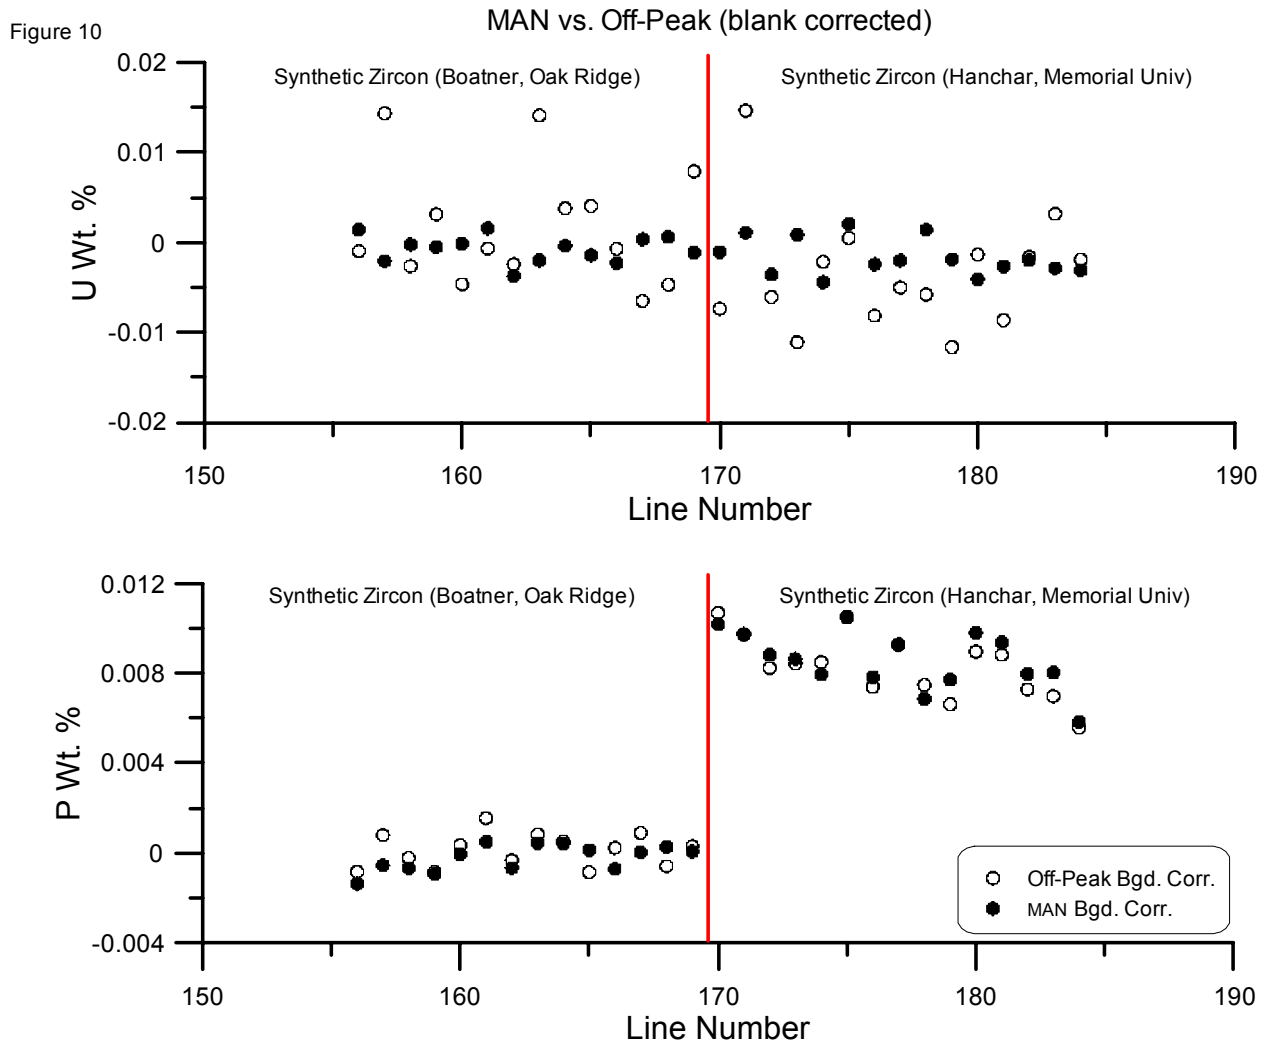 Figure 10
MAN vs. Off-Peak (blank corrected)
Synthetic Zircon (Boatner, Oak Ridge)
Synthetic Zircon (Hanchar, Memorial Univ)
U Wt. %
0.02
0.01
0
-0.01
-0.02
150
160
170
180
190
Line Number
Synthetic Zircon (Boatner, Oak Ridge)
Synthetic Zircon (Hanchar, Memorial Univ)
P Wt. %
0.012
0.008
0.004
0
-0.004
Off-Peak Bgd. Corr.
MAN Bgd. Corr.
150
160
170
180
190
Line Number